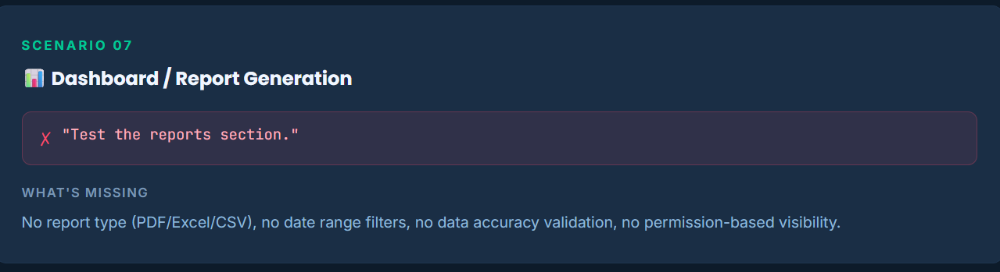 SCENARIO 07
📊 Dashboard / Report Generation
✗ "Test the reports section."
WHAT'S MISSING
No report type (PDF/Excel/CSV), no date range filters, no data accuracy validation, no permission-based visibility.